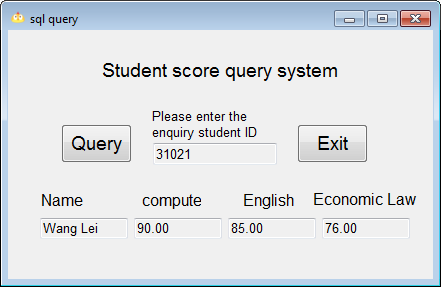 sql query
Student score query system
Please enter the
enquiry student ID
Query
31021
Exit
Name compute English Economic Law
Wang Lei 90.00 85.00 76.00